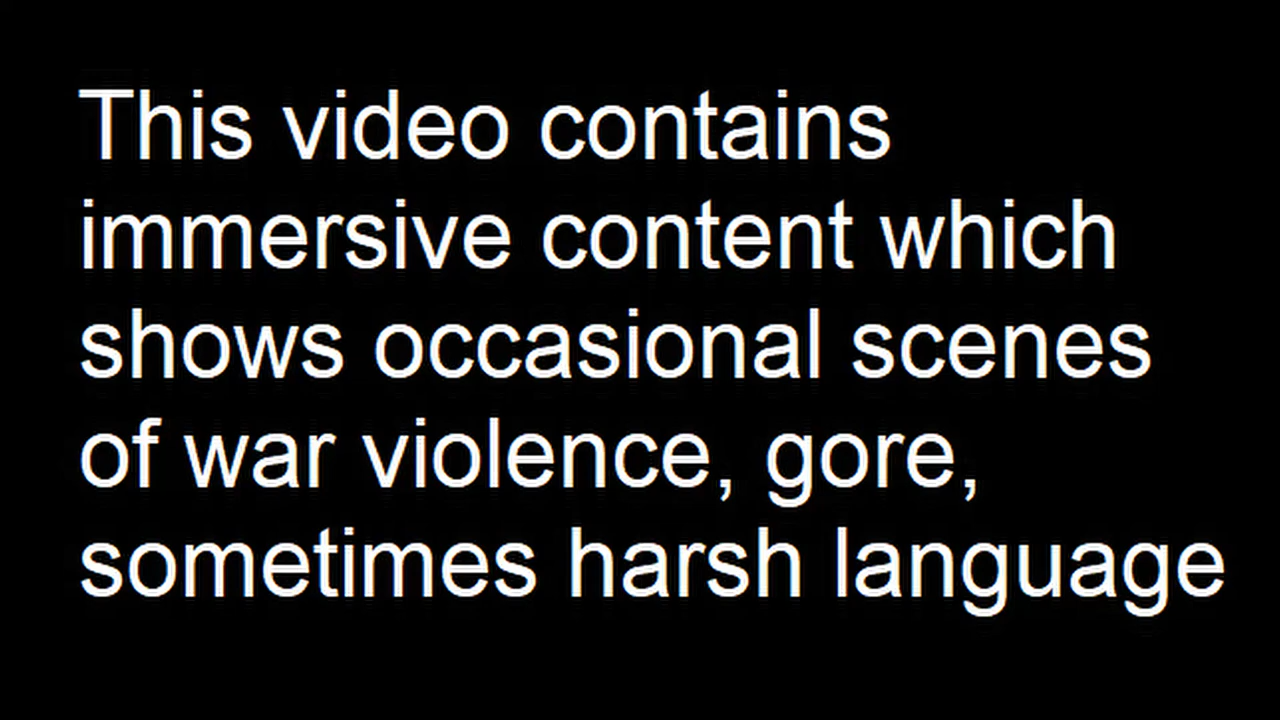 This video contains
immersive content which
shows occasional scenes
of war violence, gore,
sometimes harsh language